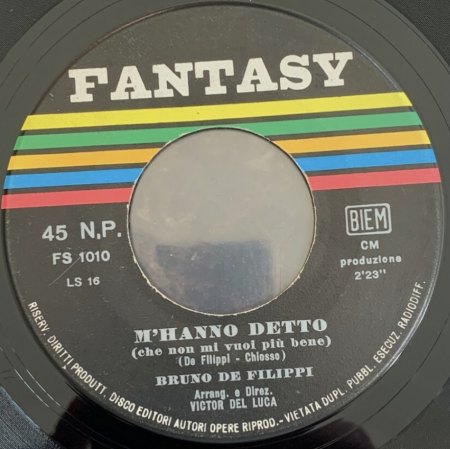 FANTASY
45 N.P.
FS 1010
LS 16
BIEM
CM
produzione
2'23"
M'HANNO DETTO
(che non mi vuoi più bene)
(De Filippi - Chiosso)
BRUNO DE FILIPPI
Arrang. e Direz.
VICTOR DEL LUCA
RISERV. DIRITTI PRODUTT. DISCO EDITORI AUTORI OPERE RIPROD.- VIETATA DUPL. PUBBL. ESECUZ. RADIODIFF.